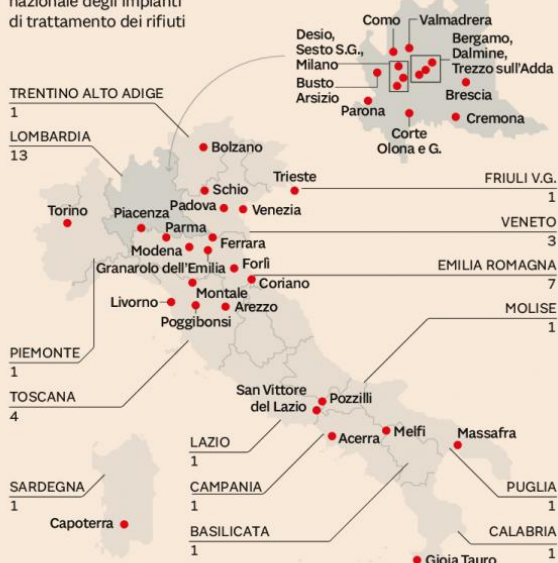 nazionale degli impianti
di trattamento dei rifiuti
Como
Valmadrera
Desio,
Sesto S.G.,
Milano
Busto
Arsizio
Bergamo,
Dalmine,
Trezzo sull'Adda
Brescia
Parona
Cremona
Corte
Olona e G.
TRENTINO ALTO ADIGE
1
LOMBARDIA
13
Bolzano
Trieste
Schio
FRIULI V.G.
1
Torino
Padova
Venezia
Piacenza
Parma
VENETO
3
Modena
Ferrara
Granarolo dell'Emilia
Forlì
EMILIA ROMAGNA
7
Coriano
Montale
Livorno
Arezzo
Poggibonsi
MOLISE
1
PIEMONTE
1
TOSCANA
4
San Vittore
del Lazio
Pozzilli
Acerra
Melfi
Massafra
LAZIO
1
SARDEGNA
1
CAMPANIA
1
PUGLIA
1
Capoterra
BASILICATA
1
CALABRIA
1
Gioia Tauro